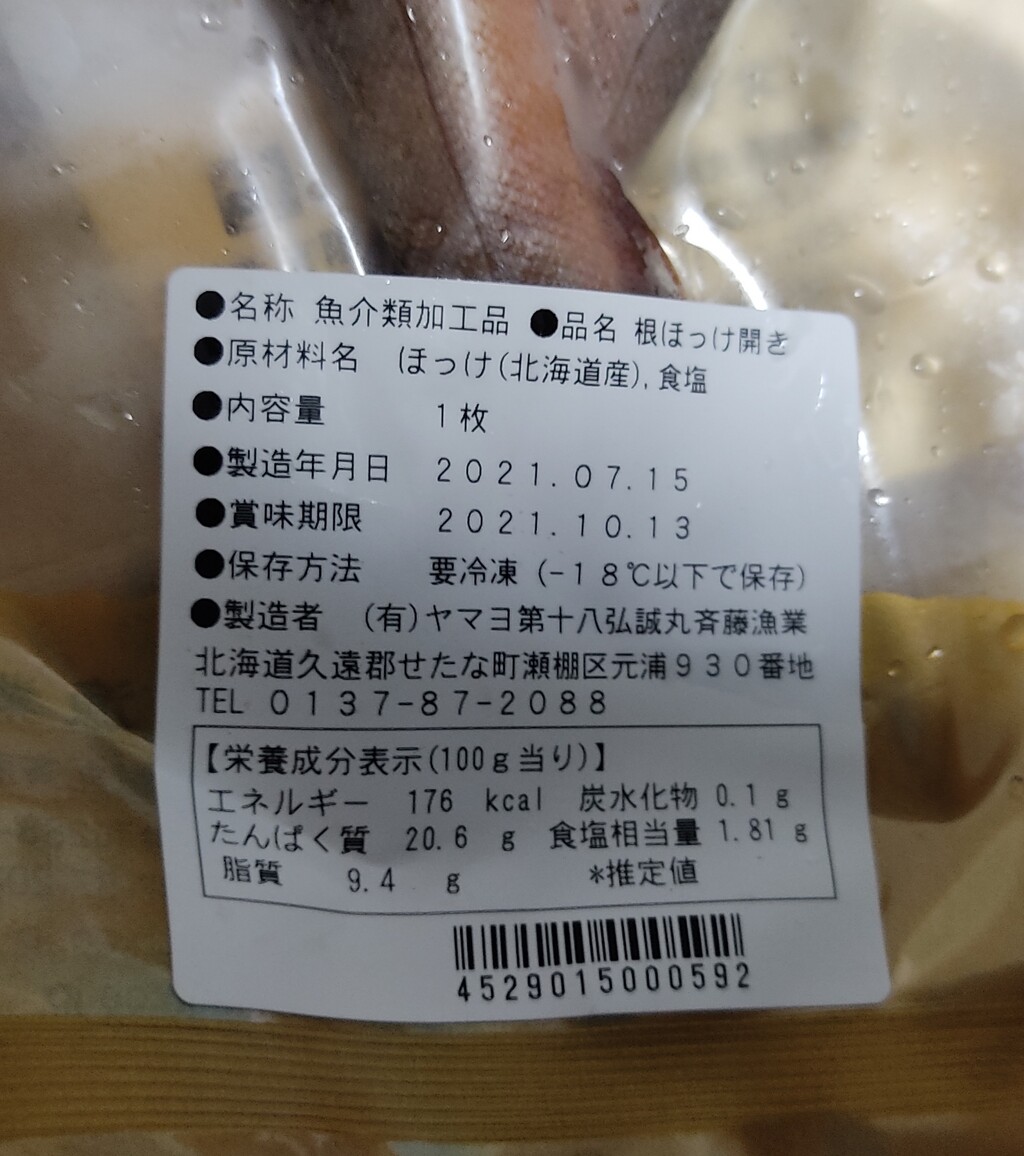 ●名称 魚介類加工品 ●品名 根ほっけ開き
●原材料名 ほっけ(北海道産), 食塩
●内容量 1枚
●製造年月日 2021.07.15
●賞味期限 2021.10.13
●保存方法 要冷凍 (-18℃以下で保存)
●製造者 (有)ヤマヨ第十八弘誠丸斉藤漁業
北海道久遠郡せたな町瀬棚区元浦930番地
TEL 0137-87-2088
【栄養成分表示(100g当り)】
エネルギー 176 kcal 炭水化物 0.1 g
たんぱく質 20.6 g 食塩相当量 1.81 g
脂質 9.4 g *推定値
4529015000592